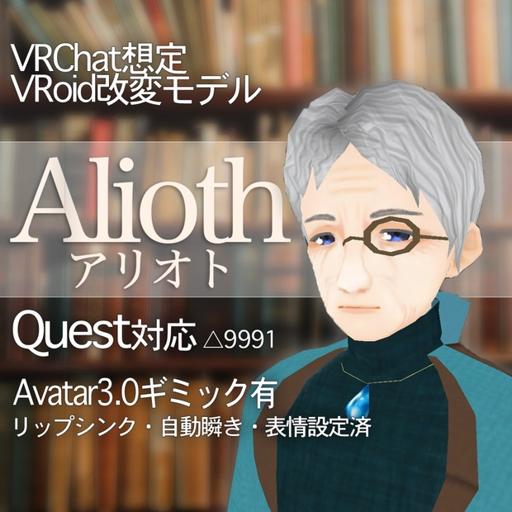 VRChat想定
VRoid改変モデル
Alioth
アリオト
Quest対応 △9991
Avatar3.0ギミック有
リップシンク・自動瞬き・表情設定済